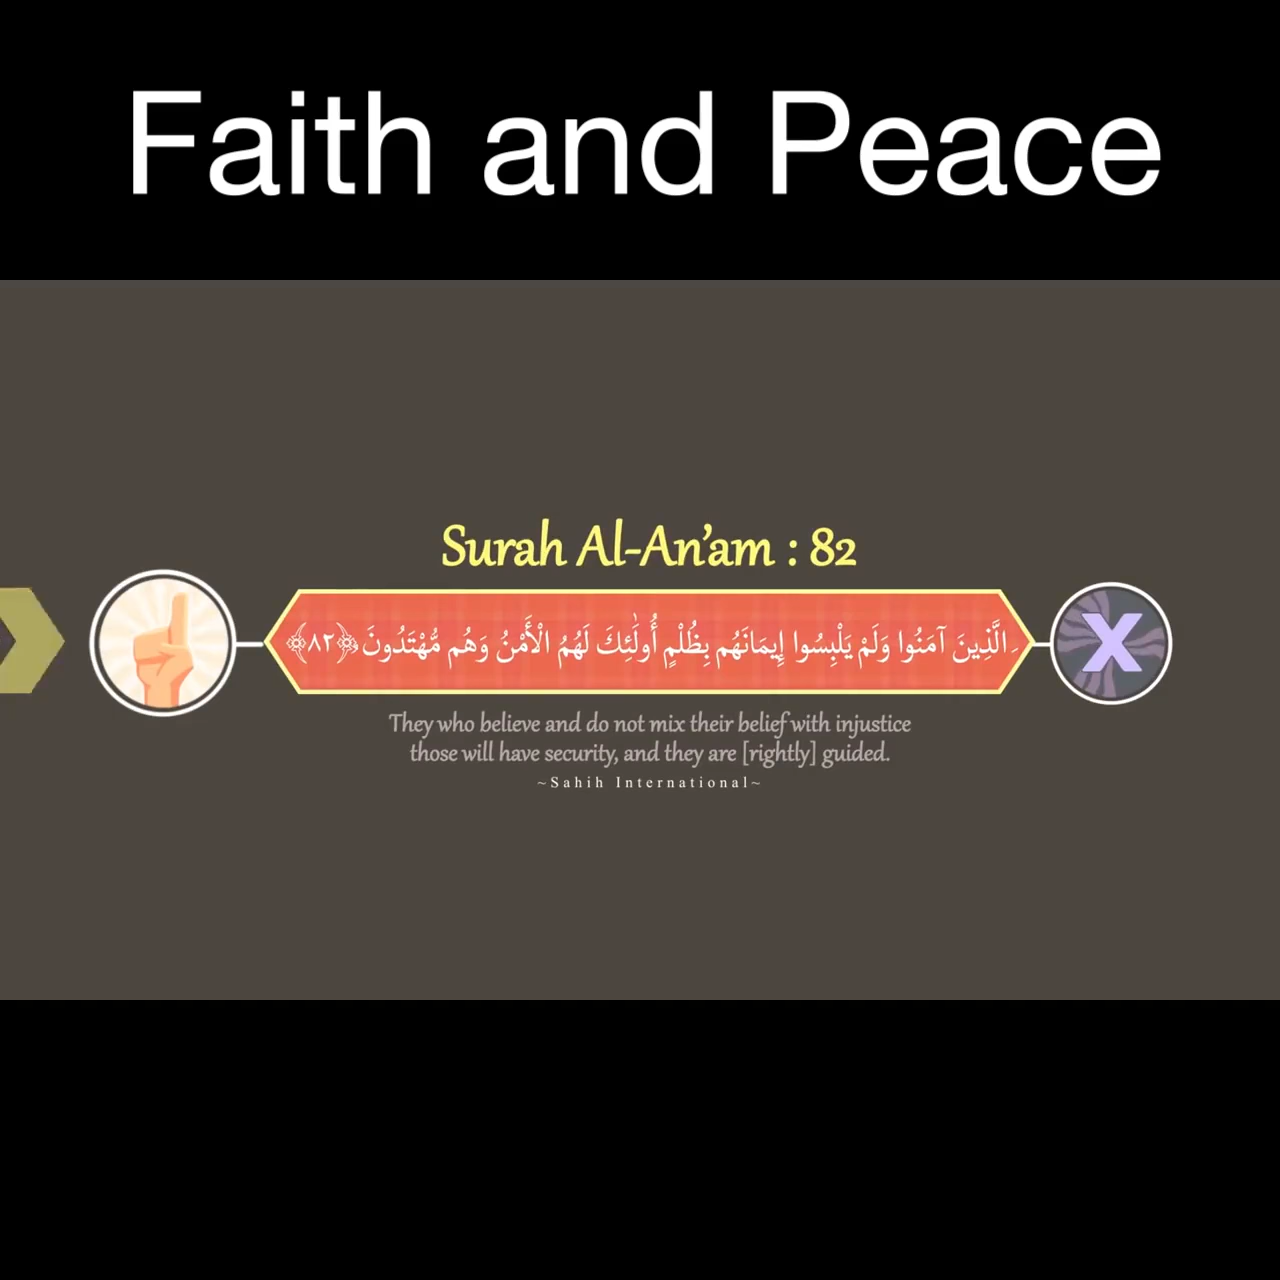 Faith and Peace
Surah Al-An'am : 82
الَّذِينَ آمَنُوا وَلَمْ يَلْبِسُوا إِيمَانَهُم بِظُلْمٍ أُولَٰئِكَ لَهُمُ الْأَمْنُ وَهُم مُّهْتَدُونَ ﴿٨٢﴾
They who believe and do not mix their belief with injustice
those will have security, and they are [rightly] guided.
~Sahih International~
X